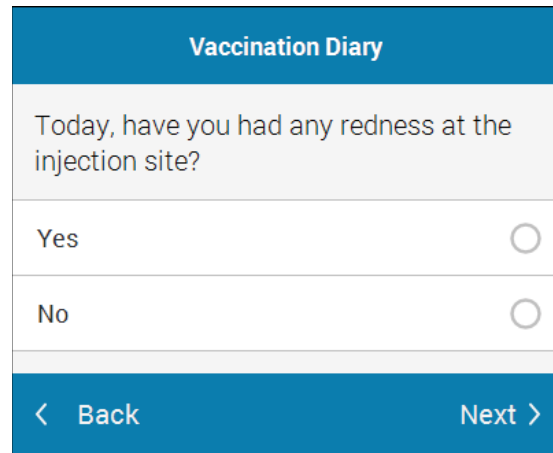 Vaccination Diary
Today, have you had any redness at the
injection site?
Yes
No
Back
Next